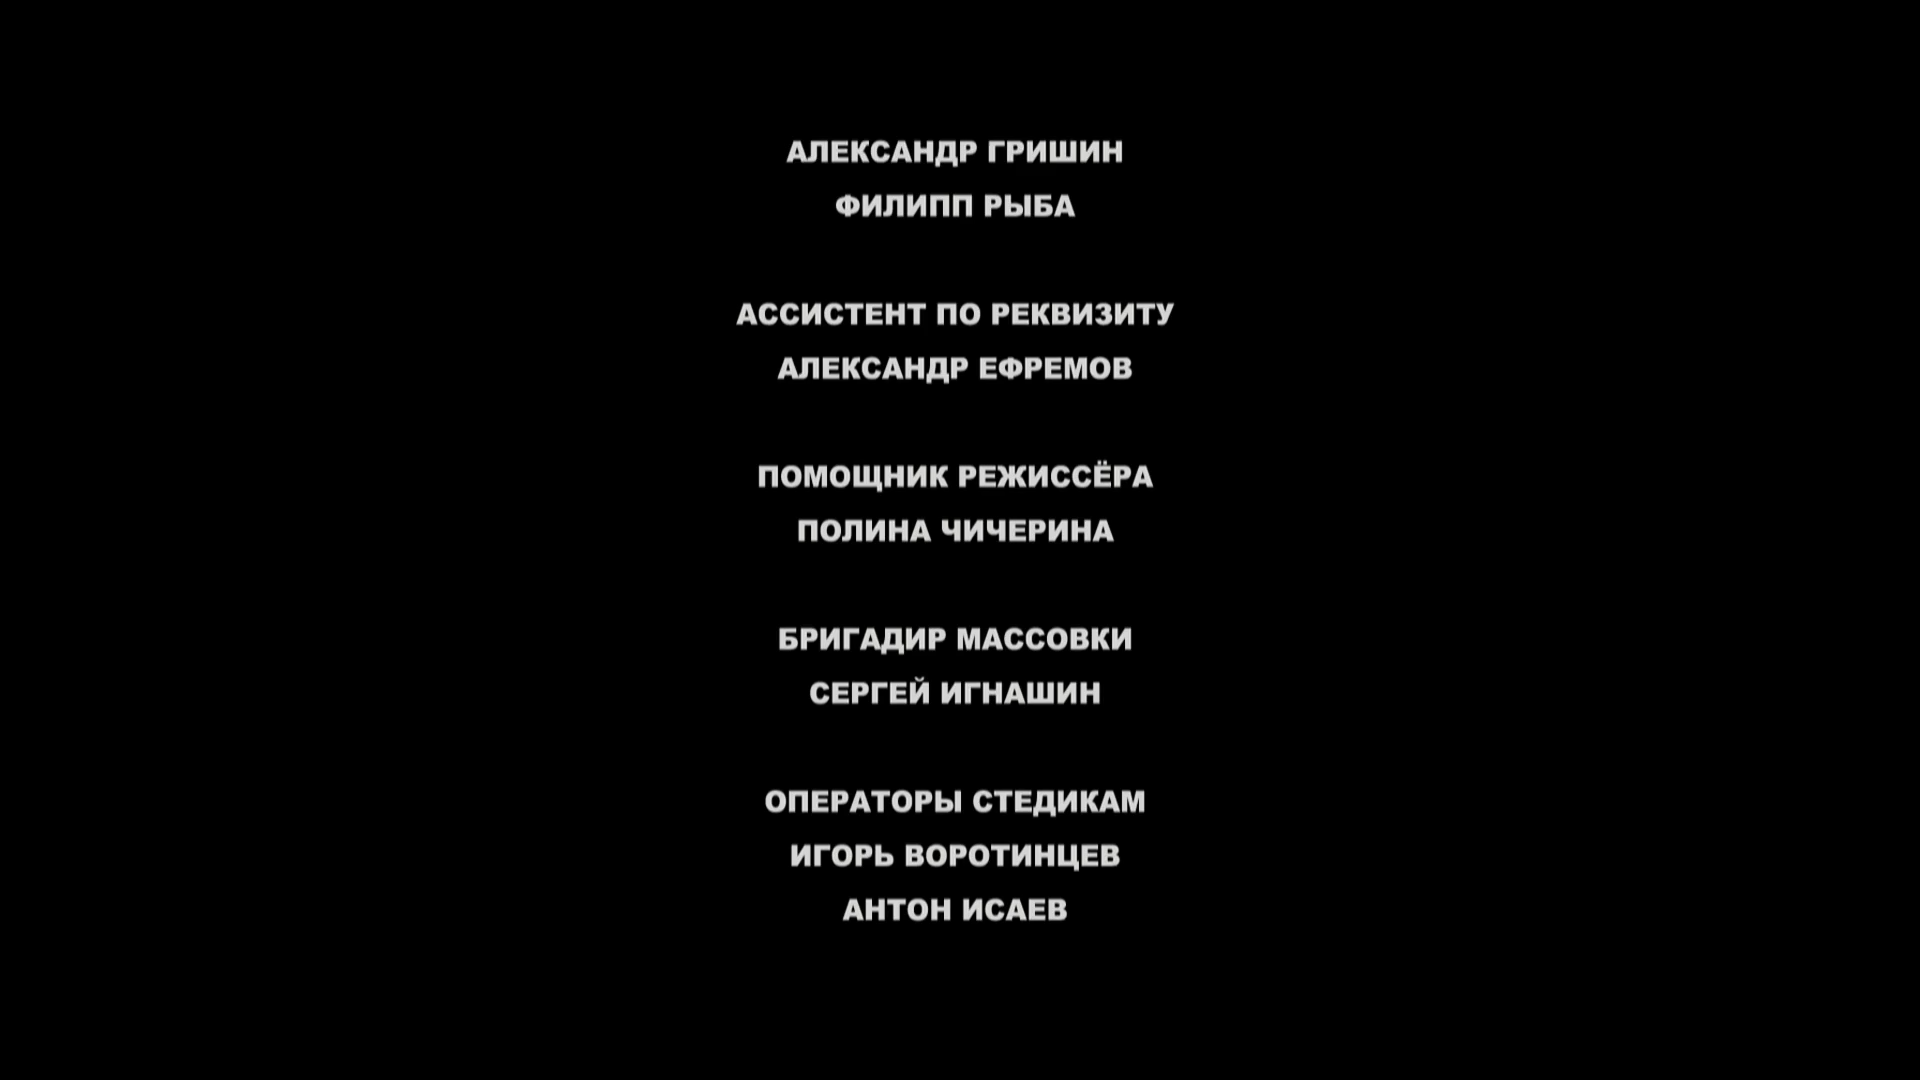 АЛЕКСАНДР ГРИШИН
ФИЛИПП РЫБА
АССИСТЕНТ ПО РЕКВИЗИТУ
АЛЕКСАНДР ЕФРЕМОВ
ПОМОЩНИК РЕЖИССЁРА
ПОЛИНА ЧИЧЕРИНА
БРИГАДИР МАССОВКИ
СЕРГЕЙ ИГНАШИН
ОПЕРАТОРЫ СТЕДИКАМ
ИГОРЬ ВОРОТИНЦЕВ
АНТОН ИСАЕВ